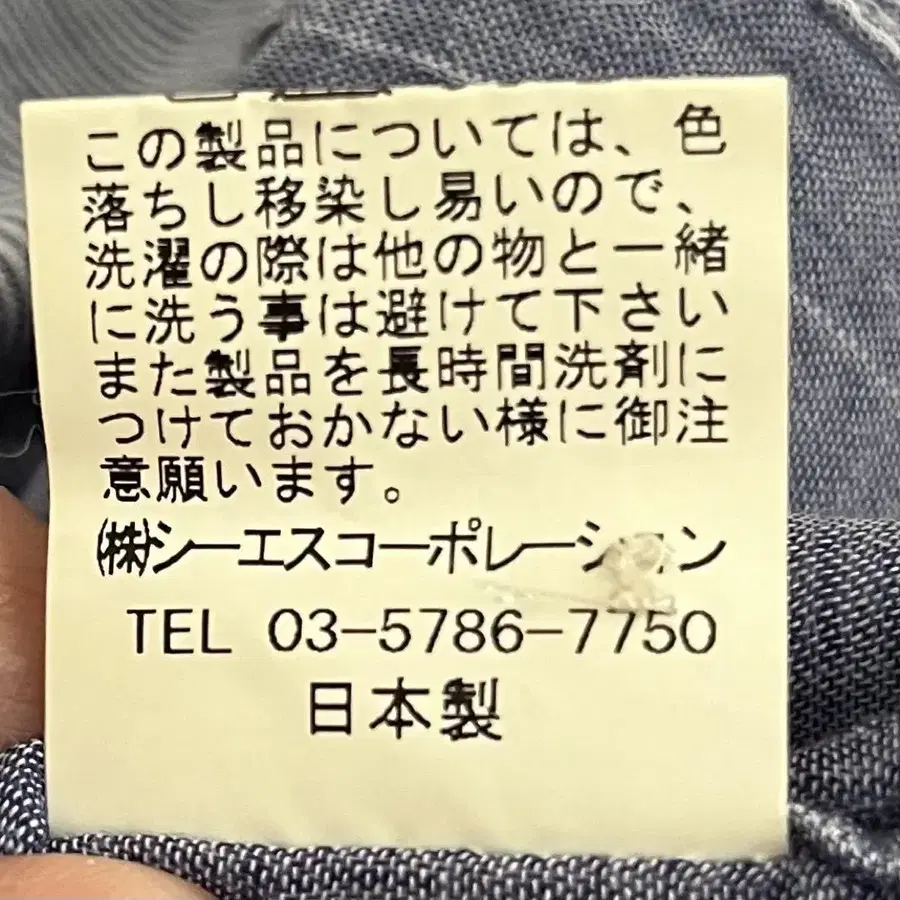 この製品については、色
落ちし移染し易いので、
洗濯の際は他の物と一緒
に洗う事は避けて下さい
また製品を長時間洗剤に
つけておかない様に御注
意願います。
㈱シーエスコーポレーション
TEL 03-5786-7750
日本製